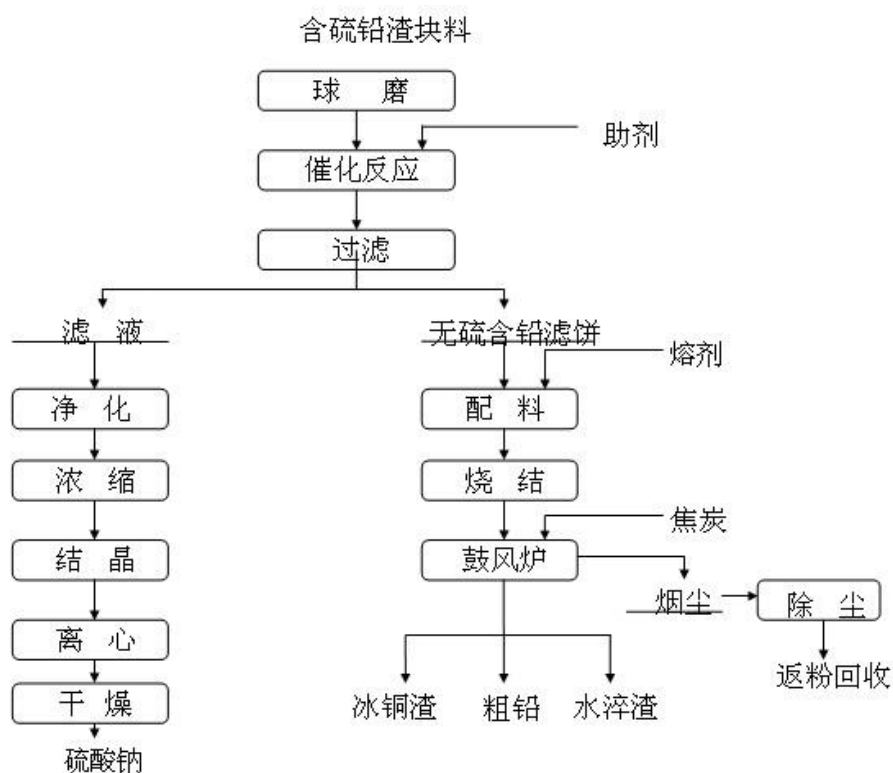 含硫铅渣块料
球 磨
助剂
催化反应
过滤
滤 液
无硫含铅滤饼
熔剂
净 化
配 料
浓 缩
烧 结
焦炭
结 晶
鼓风炉
烟尘
除 尘
离 心
返粉回收
干 燥
冰铜渣
粗铅
水淬渣
硫酸钠